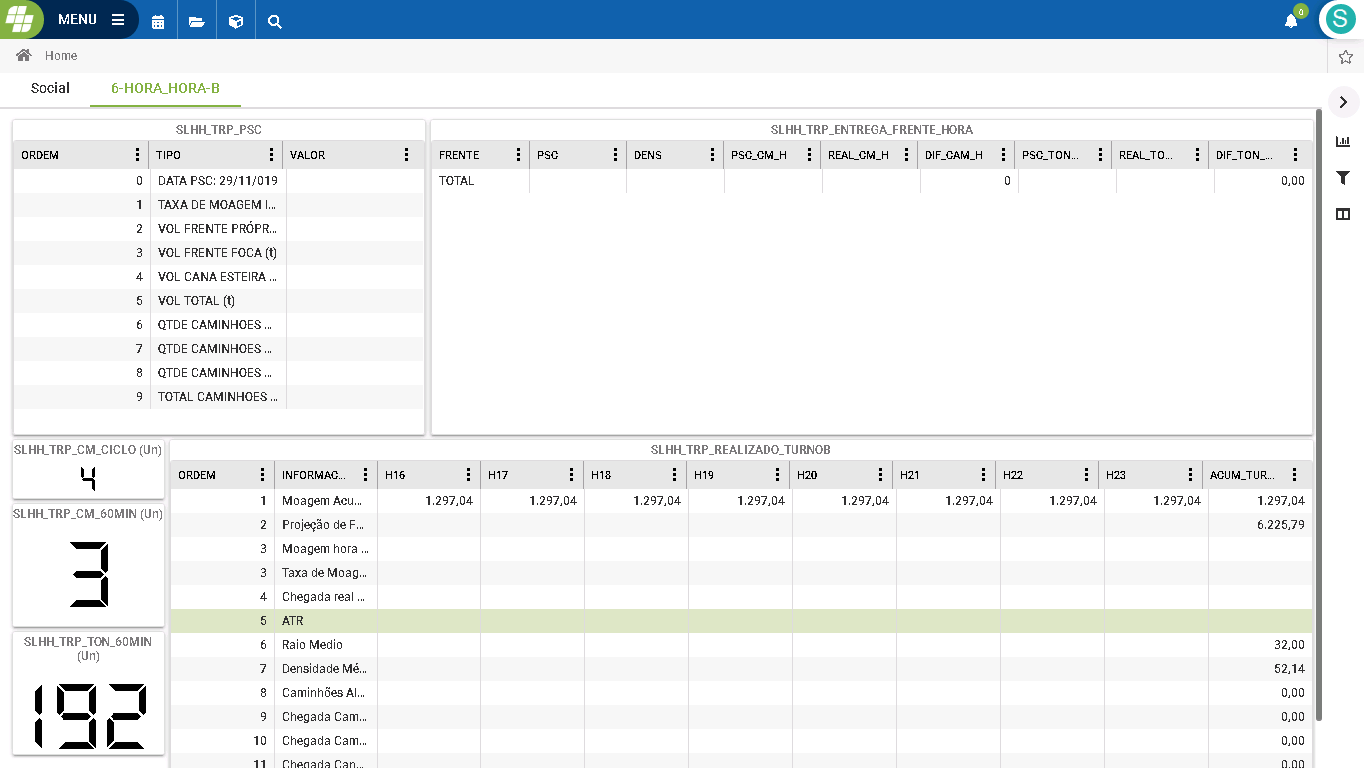 MENU
0
S
Home
Social 6-HORA_HORA-B
SLHH_TRP_PSC
ORDEM TIPO VALOR
0 DATA PSC: 29/11/019
1 TAXA DE MOAGEM I...
2 VOL FRENTE PRÓPR...
3 VOL FRENTE FOCA (t)
4 VOL CANA ESTEIRA ...
5 VOL TOTAL (t)
6 QTDE CAMINHOES ...
7 QTDE CAMINHOES ...
8 QTDE CAMINHOES ...
9 TOTAL CAMINHOES ...
SLHH_TRP_ENTREGA_FRENTE_HORA
FRENTE PSC DENS PSC_CM_H REAL_CM_H DIF_CAM_H PSC_TON... REAL_TO... DIF_TON_...
TOTAL 0 0,00
SLHH_TRP_CM_CICLO (Un)
4
SLHH_TRP_CM_60MIN (Un)
3
SLHH_TRP_TON_60MIN
(Un)
192
SLHH_TRP_REALIZADO_TURNOB
ORDEM INFORMAC... H16 H17 H18 H19 H20 H21 H22 H23 ACUM_TUR...
1 Moagem Acu... 1.297,04 1.297,04 1.297,04 1.297,04 1.297,04 1.297,04 1.297,04 1.297,04 1.297,04
2 Projeção de F... 6.225,79
3 Moagem hora ...
3 Taxa de Moag...
4 Chegada real ...
5 ATR
6 Raio Medio 32,00
7 Densidade Mé... 52,14
8 Caminhões Al... 0,00
9 Chegada Cam... 0,00
10 Chegada Cam... 0,00
11 Chegada Can... 0,00